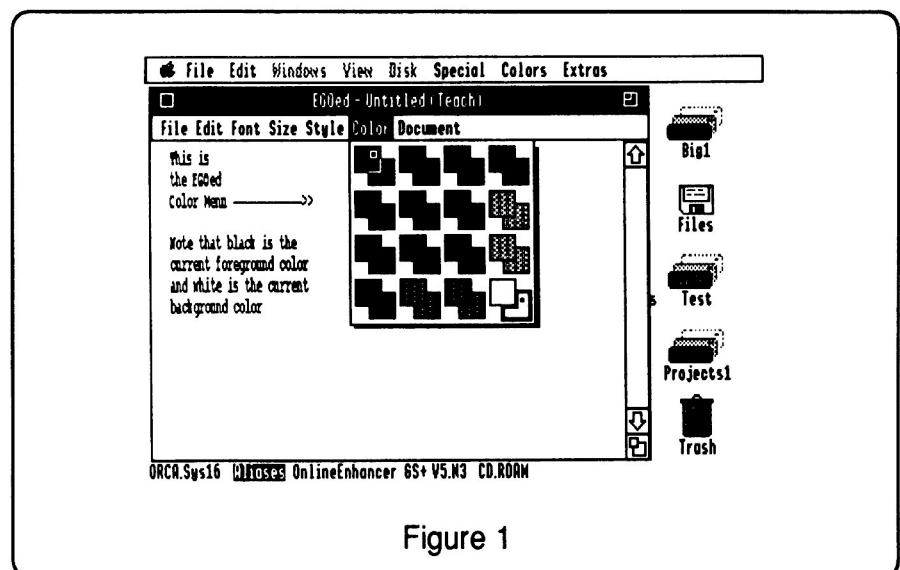 File Edit Windows View Disk Special Colors Extras
EGOed - Untitled (Teach)
File Edit Font Size Style Color Document
This is
the EGOed
Color Menu >>
Note that black is the
current foreground color
and white is the current
background color
Big1
Files
s Test
Projects1
Trash
ORCA.Sys16 Aliases OnlineEnhancer GS+ V5.N3 CD.ROAM
Figure 1